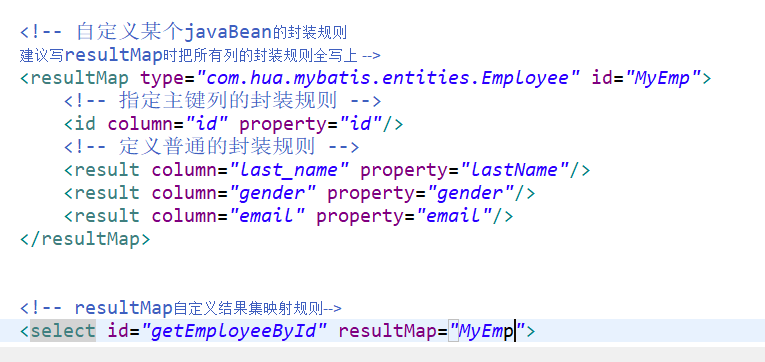 <!-- 自定义某个javaBean的封装规则
建议写resultMap时把所有列的封装规则全写上 -->
<resultMap type="com.hua.mybatis.entities.Employee" id="MyEmp">
<!-- 指定主键列的封装规则 -->
<id column="id" property="id"/>
<!-- 定义普通的封装规则 -->
<result column="last_name" property="lastName"/>
<result column="gender" property="gender"/>
<result column="email" property="email"/>
</resultMap>
<!-- resultMap自定义结果集映射规则-->
<select id="getEmployeeById" resultMap="MyEmp">